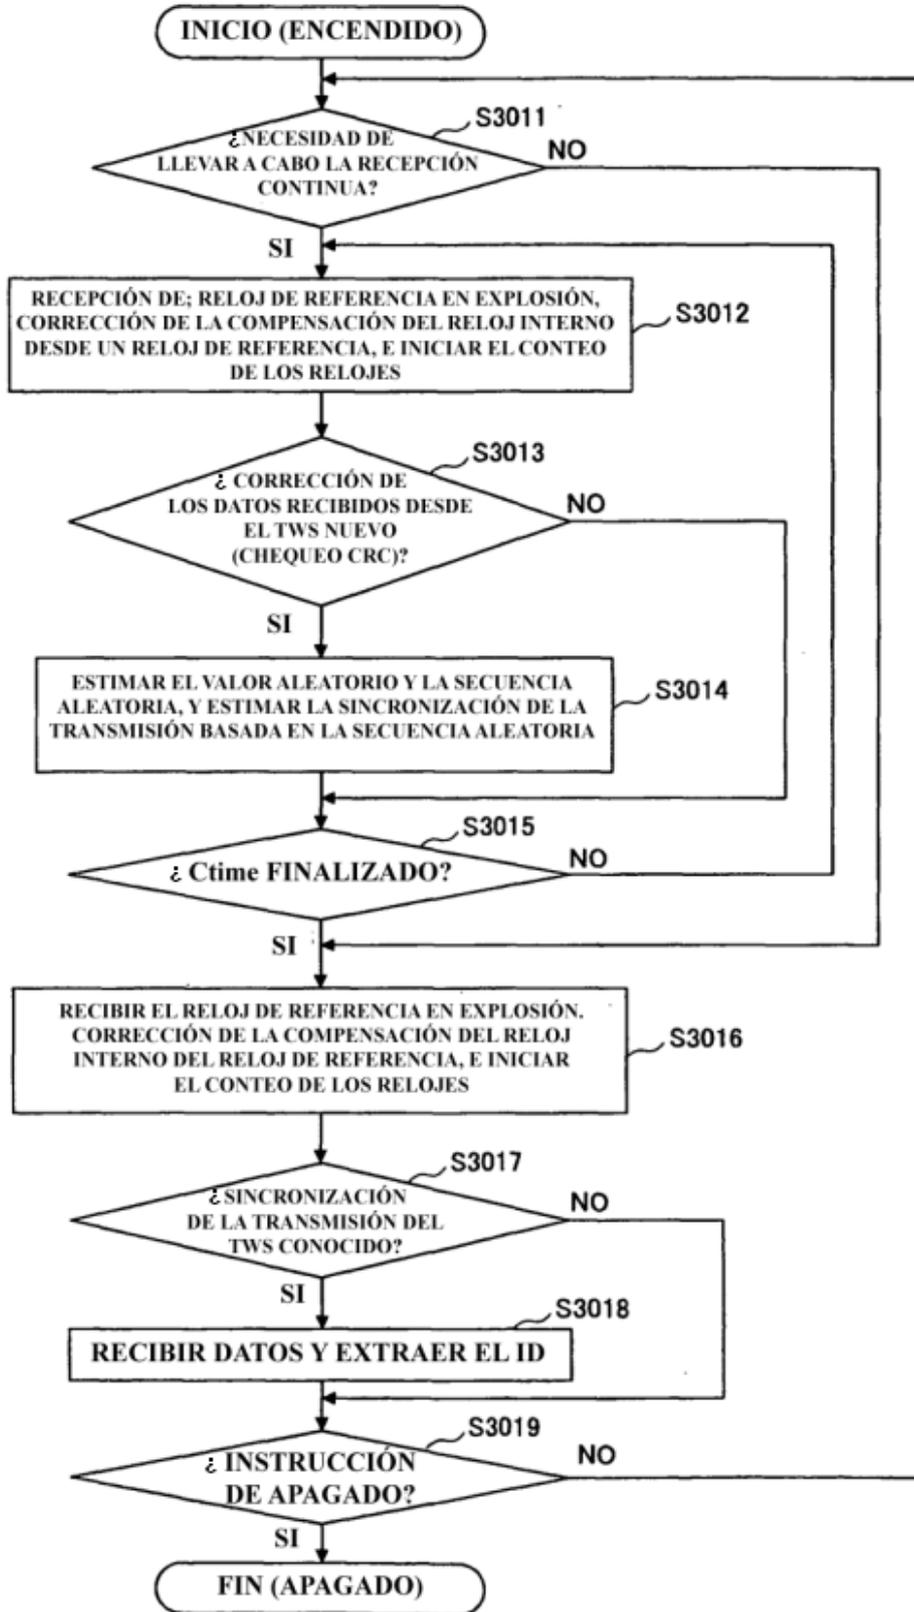 INICIO (ENCENDIDO)
S3011
¿NECESIDAD DE
LLEVAR A CABO LA RECEPCIÓN
CONTINUA?
NO
SI
RECEPCIÓN DE; RELOJ DE REFERENCIA EN EXPLOSIÓN,
CORRECCIÓN DE LA COMPENSACIÓN DEL RELOJ INTERNO
DESDE UN RELOJ DE REFERENCIA, E INICIAR EL CONTEO
DE LOS RELOJES
S3012
S3013
¿ CORRECCIÓN DE
LOS DATOS RECIBIDOS DESDE
EL TWS NUEVO
(CHEQUEO CRC)?
NO
SI
ESTIMAR EL VALOR ALEATORIO Y LA SECUENCIA
ALEATORIA, Y ESTIMAR LA SINCRONIZACIÓN DE LA
TRANSMISIÓN BASADA EN LA SECUENCIA ALEATORIA
S3014
S3015
¿ Ctime FINALIZADO?
NO
SI
RECIBIR EL RELOJ DE REFERENCIA EN EXPLOSIÓN.
CORRECCIÓN DE LA COMPENSACIÓN DEL RELOJ
INTERNO DEL RELOJ DE REFERENCIA, E INICIAR
EL CONTEO DE LOS RELOJES
S3016
S3017
¿SINCRONIZACIÓN
DE LA TRANSMISIÓN DEL
TWS CONOCIDO?
NO
SI
S3018
RECIBIR DATOS Y EXTRAER EL ID
S3019
¿ INSTRUCCIÓN
DE APAGADO?
NO
SI
FIN (APAGADO)